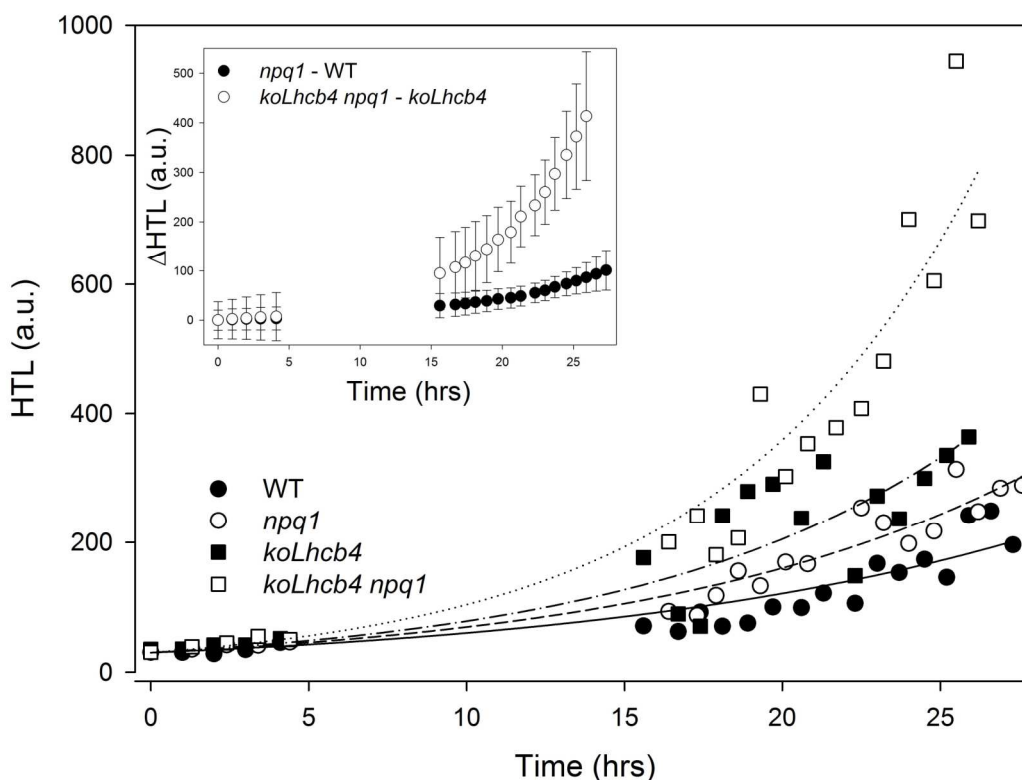 1000
800
600
400
200
0
HTL (a.u.)
0
5
10
15
20
25
Time (hrs)
WT
npq1
koLhcb4
koLhcb4 npq1
500
400
300
200
100
0
ΔHTL (a.u.)
0
5
10
15
20
25
Time (hrs)
npq1 - WT
koLhcb4 npq1 - koLhcb4